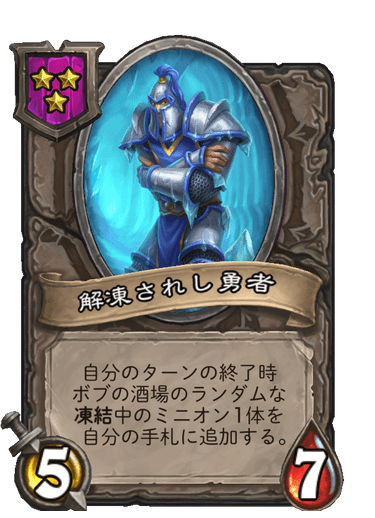 解凍されし勇者
自分のターンの終了時
ボブの酒場のランダムな
凍結中のミニオン1体を
自分の手札に追加する。
5
7